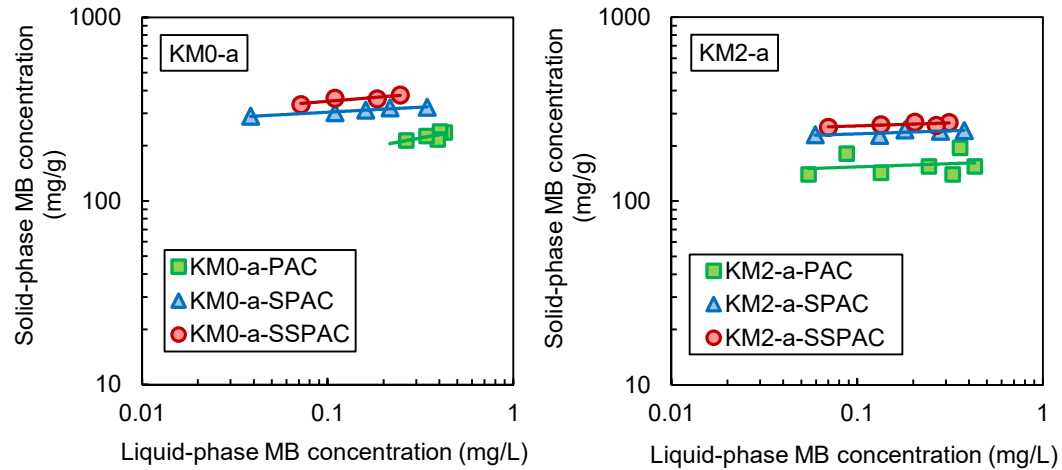 1000
100
10
0.01
0.1
1
Solid-phase MB concentration
(mg/g)
Liquid-phase MB concentration (mg/L)
KM0-a
KM0-a-PAC
KM0-a-SPAC
KM0-a-SSPAC
1000
100
10
0.01
0.1
1
Solid-phase MB concentration
(mg/g)
Liquid-phase MB concentration (mg/L)
KM2-a
KM2-a-PAC
KM2-a-SPAC
KM2-a-SSPAC